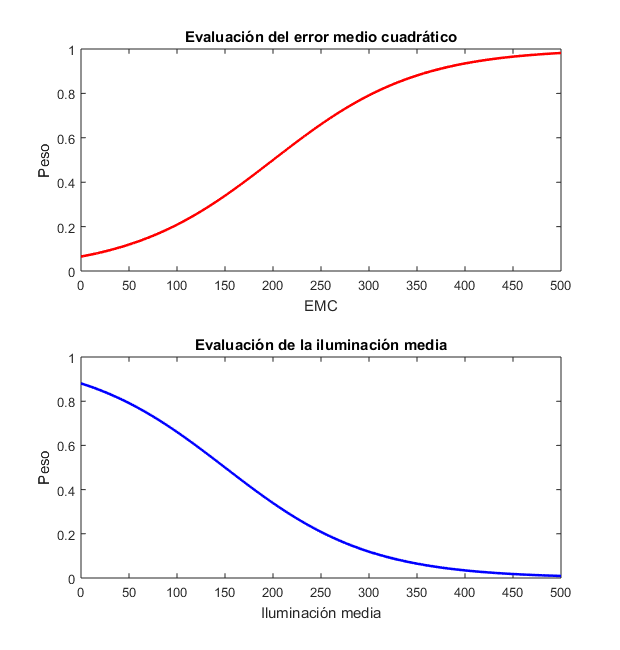 Evaluación del error medio cuadrático
1
0.8
0.6
0.4
0.2
0
Peso
0 50 100 150 200 250 300 350 400 450 500
EMC
Evaluación de la iluminación media
1
0.8
0.6
0.4
0.2
0
Peso
0 50 100 150 200 250 300 350 400 450 500
Iluminación media